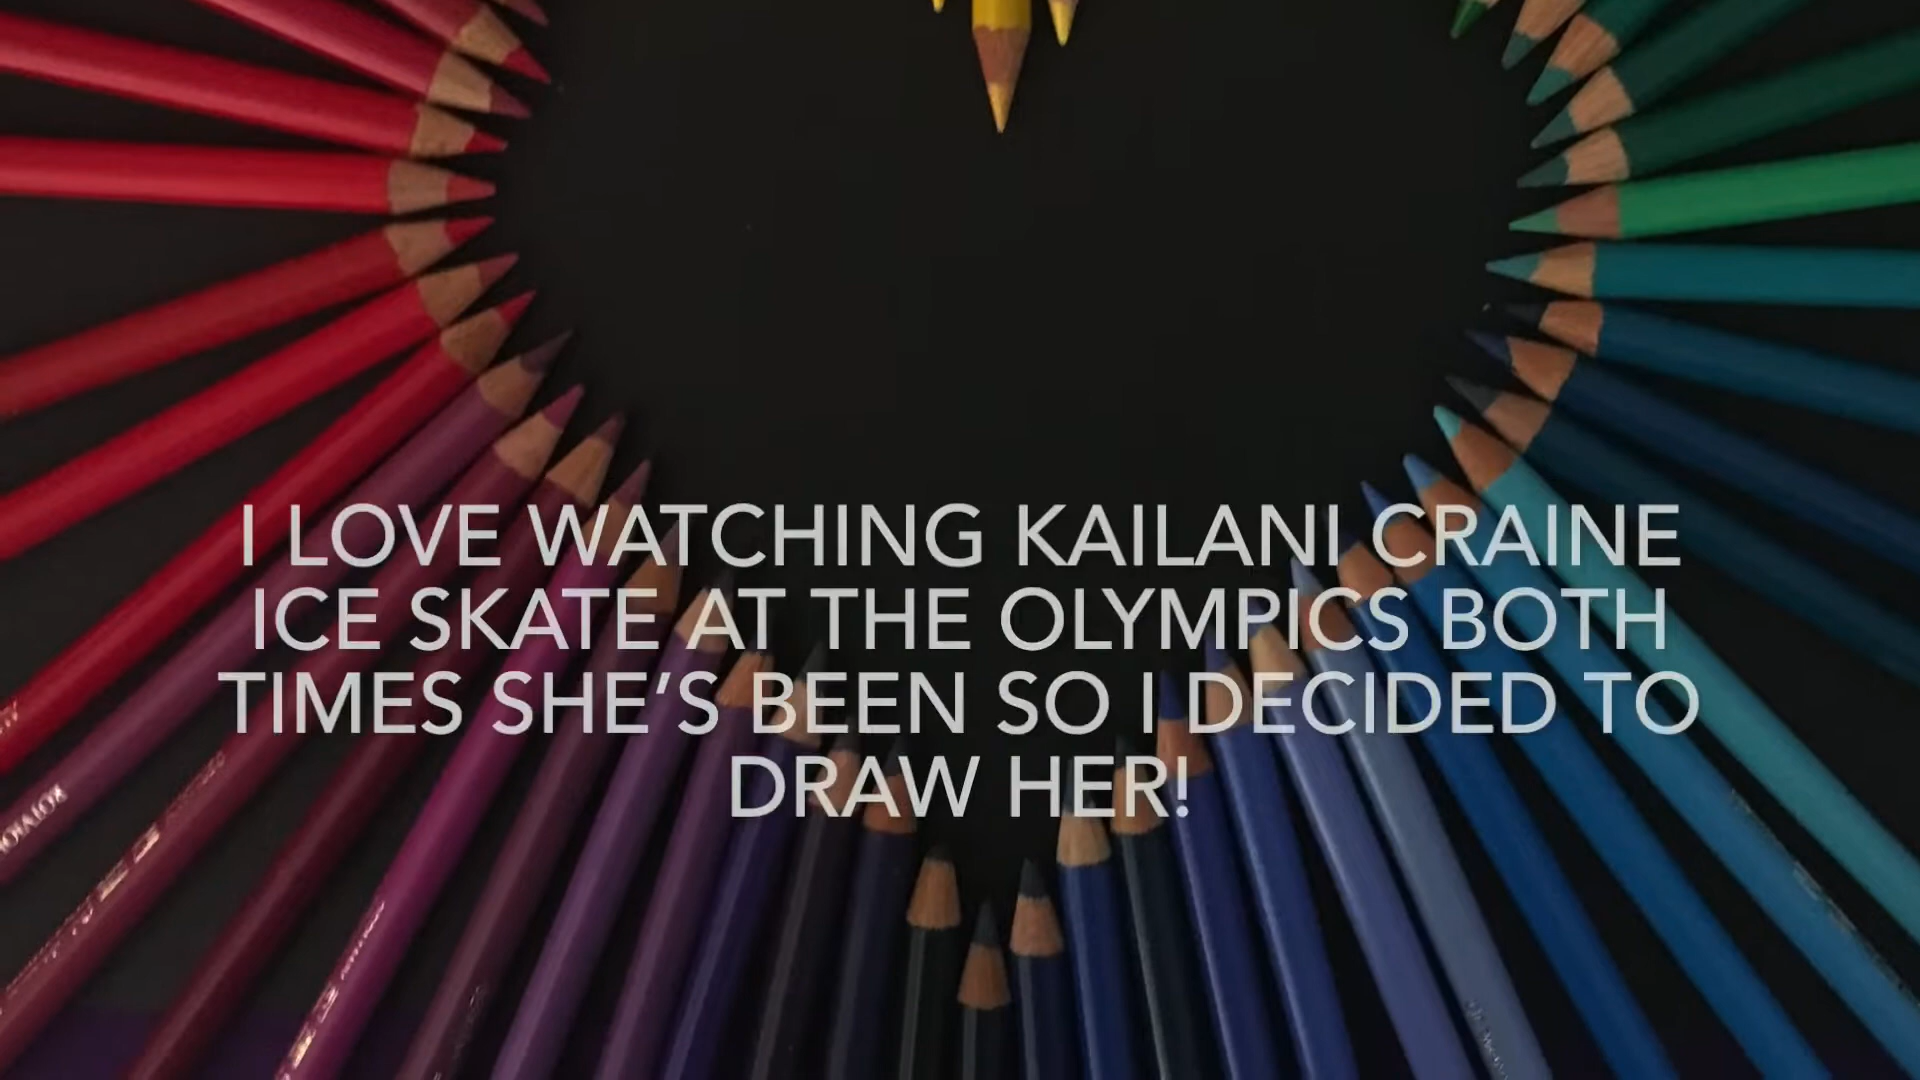 I LOVE WATCHING KAILANI CRAINE
ICE SKATE AT THE OLYMPICS BOTH
TIMES SHE’S BEEN SO I DECIDED TO
DRAW HER!